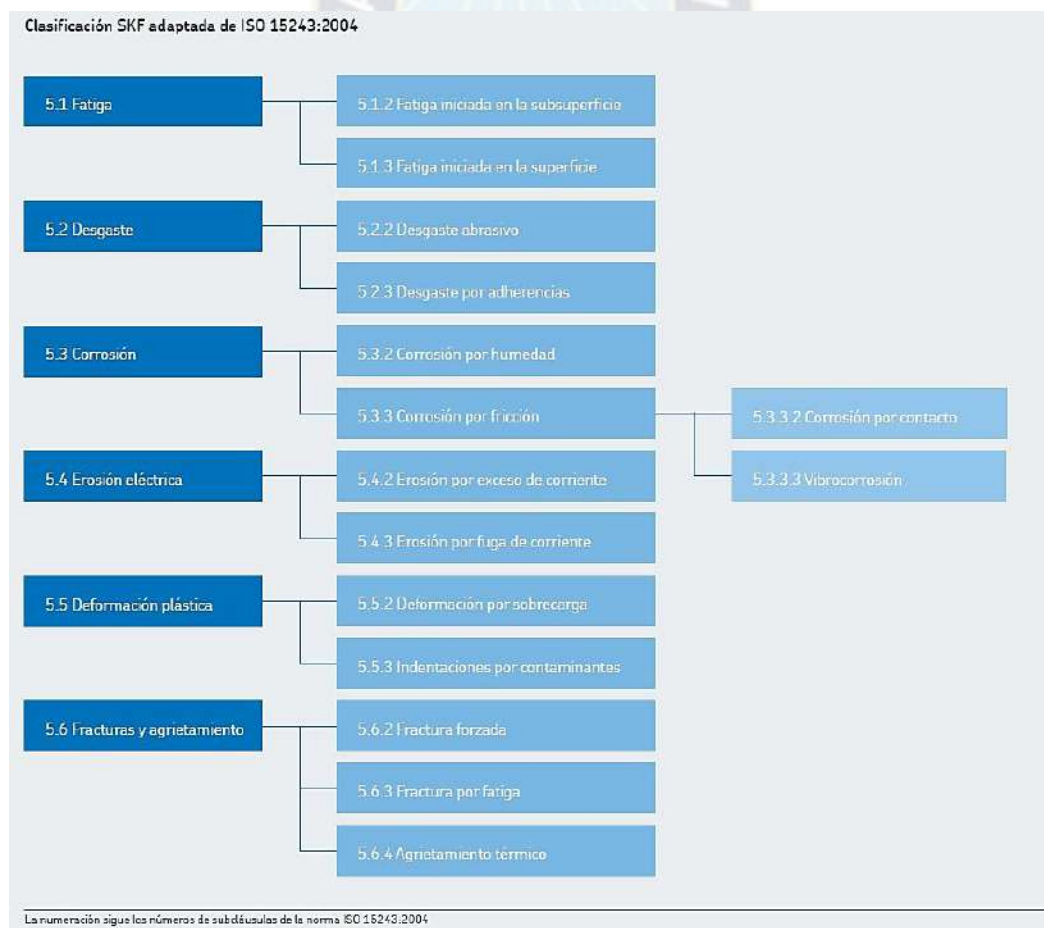 Clasificación SKF adaptada de ISO 15243:2004
5.1 Fatiga
5.1.2 Fatiga iniciada en la subsuperficie
5.1.3 Fatiga iniciada en la superficie
5.2 Desgaste
5.2.2 Desgaste abrasivo
5.2.3 Desgaste por adherencias
5.3 Corrosión
5.3.2 Corrosión por humedad
5.3.3 Corrosión por fricción
5.3.3.2 Corrosión por contacto
5.3.3.3 Vibrocorrosión
5.4 Erosión eléctrica
5.4.2 Erosión por exceso de corriente
5.4.3 Erosión por fuga de corriente
5.5 Deformación plástica
5.5.2 Deformación por sobrecarga
5.5.3 Indentaciones por contaminantes
5.6 Fracturas y agrietamiento
5.6.2 Fractura forzada
5.6.3 Fractura por fatiga
5.6.4 Agrietamiento térmico
La numeración sigue los números de subcláusulas de la norma ISO 15243:2004